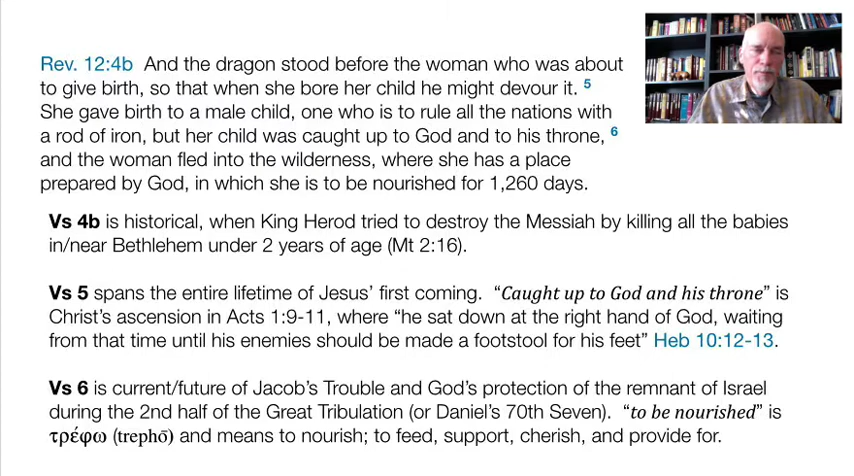 Rev. 12:4b  And the dragon stood before the woman who was about
to give birth, so that when she bore her child he might devour it. 5
She gave birth to a male child, one who is to rule all the nations with
a rod of iron, but her child was caught up to God and to his throne, 6
and the woman fled into the wilderness, where she has a place
prepared by God, in which she is to be nourished for 1,260 days.
Vs 4b is historical, when King Herod tried to destroy the Messiah by killing all the babies
in/near Bethlehem under 2 years of age (Mt 2:16).
Vs 5 spans the entire lifetime of Jesus’ first coming.  “Caught up to God and his throne” is
Christ’s ascension in Acts 1:9-11, where “he sat down at the right hand of God, waiting
from that time until his enemies should be made a footstool for his feet” Heb 10:12-13.
Vs 6 is current/future of Jacob’s Trouble and God’s protection of the remnant of Israel
during the 2nd half of the Great Tribulation (or Daniel’s 70th Seven).  “to be nourished” is
τρέφω (trephō) and means to nourish; to feed, support, cherish, and provide for.